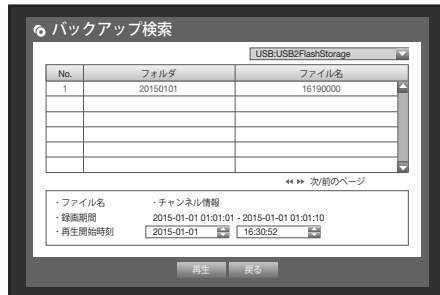 バックアップ検索
USB:USB2FlashStorage
No. フォルダ ファイル名
1 20150101 16190000
次/前のページ
・ファイル名 ・チャンネル情報
・録画期間 2015-01-01 01:01:01 - 2015-01-01 01:01:10
・再生開始時刻 2015-01-01 16:30:52
再生 戻る